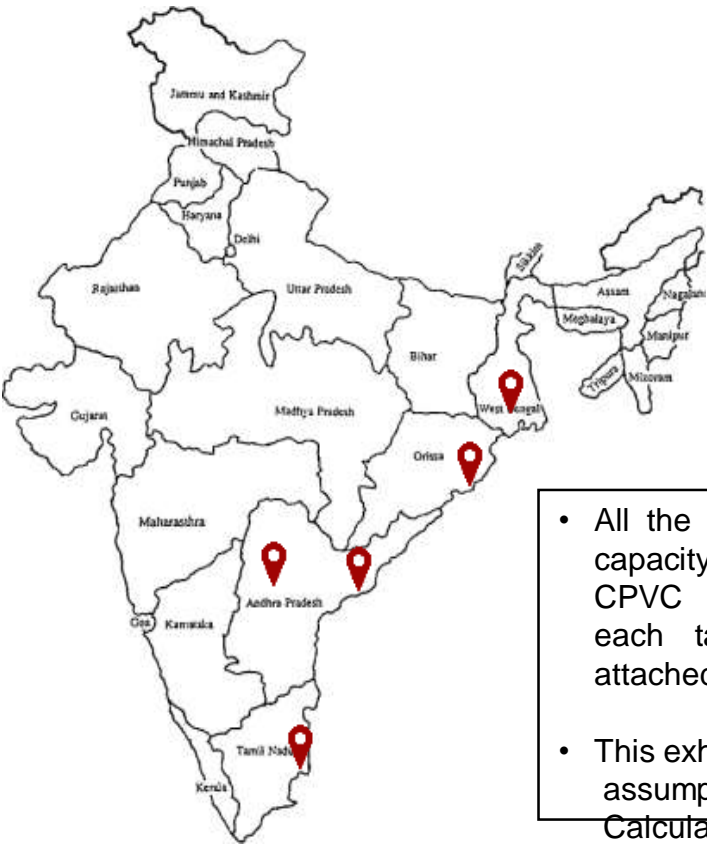 Jammu and Kashmir
Himachal Pradesh
Punjab
Haryana
Delhi
Sikkim
Rajasthan
Uttar Pradesh
Assam
Nagaland
Meghalaya
Bihar
Manipur
Tripura
Mizoram
West Bengal
Gujarat
Madhya Pradesh
Orissa
Maharasthra
Andhra Pradesh
Goa
Karnataka
Tamil Nadu
Kerala
• All the
capacity
CPVC
each ta
attached
• This exh
assump
Calcula